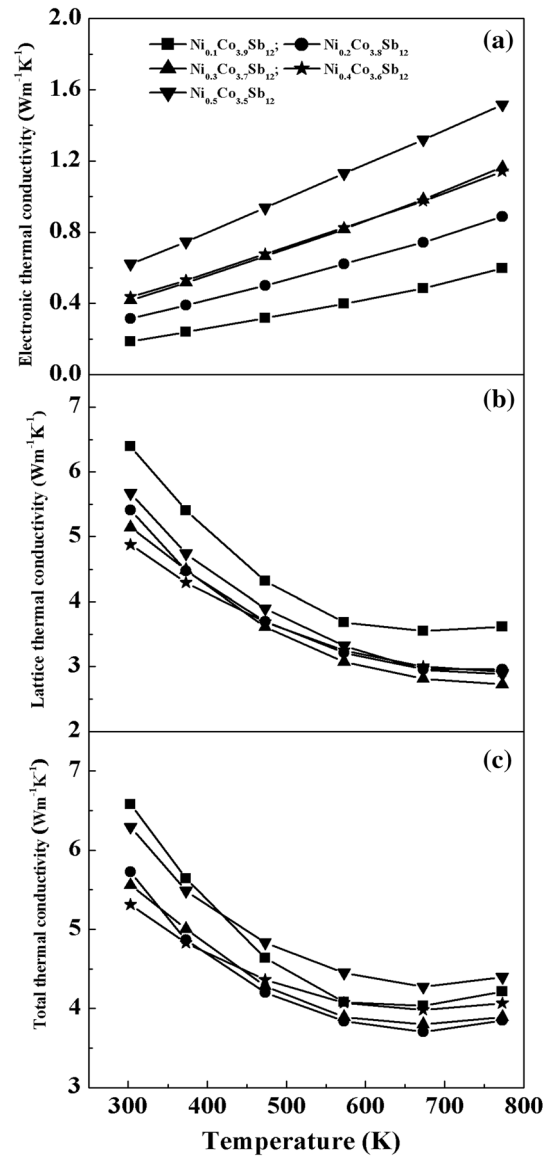 (a)
Ni0.1Co3.9Sb12; Ni0.2Co3.8Sb12
Ni0.3Co3.7Sb12; Ni0.4Co3.6Sb12
Ni0.5Co3.5Sb12
Electronic thermal conductivity (Wm-1K-1)
2.0
1.6
1.2
0.8
0.4
0.0
(b)
Lattice thermal conductivity (Wm-1K-1)
7
6
5
4
3
2
(c)
Total thermal conductivity (Wm-1K-1)
7
6
5
4
3
300 400 500 600 700 800
Temperature (K)